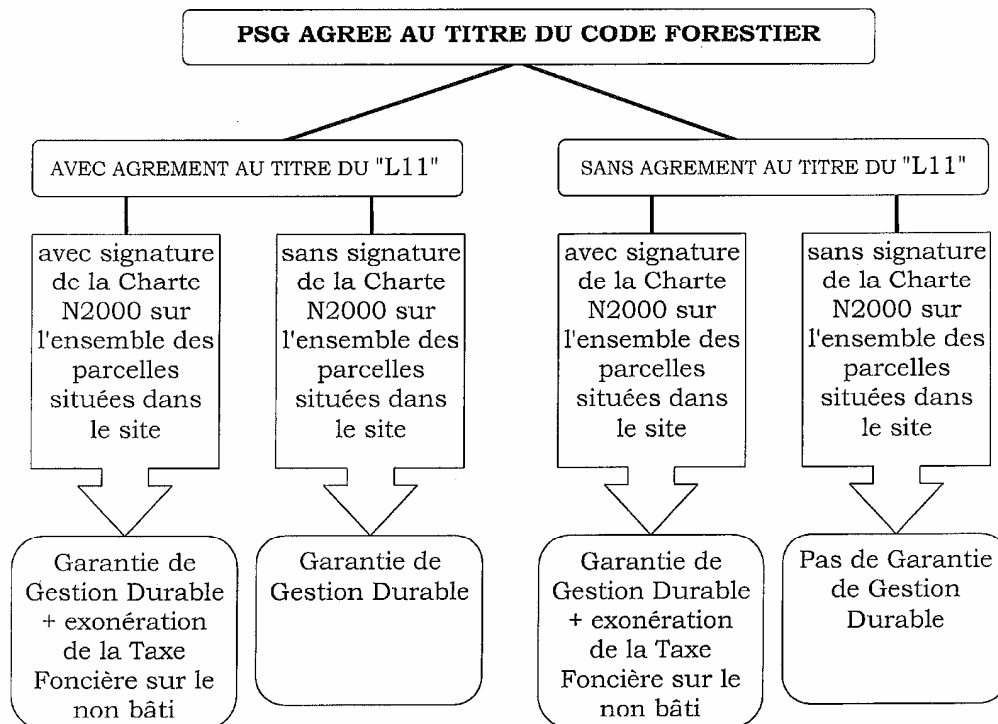 PSG AGREE AU TITRE DU CODE FORESTIER
AVEC AGREMENT AU TITRE DU "L11"
SANS AGREMENT AU TITRE DU "L11"
avec signature
de la Charte
N2000 sur
l'ensemble des
parcelles
situées dans
le site
sans signature
de la Charte
N2000 sur
l'ensemble des
parcelles
situées dans
le site
avec signature
de la Charte
N2000 sur
l'ensemble des
parcelles
situées dans
le site
sans signature
de la Charte
N2000 sur
l'ensemble des
parcelles
situées dans
le site
Garantie de
Gestion Durable
+ exonération
de la Taxe
Foncière sur le
non bâti
Garantie de
Gestion Durable
Garantie de
Gestion Durable
+ exonération
de la Taxe
Foncière sur le
non bâti
Pas de Garantie
de Gestion
Durable